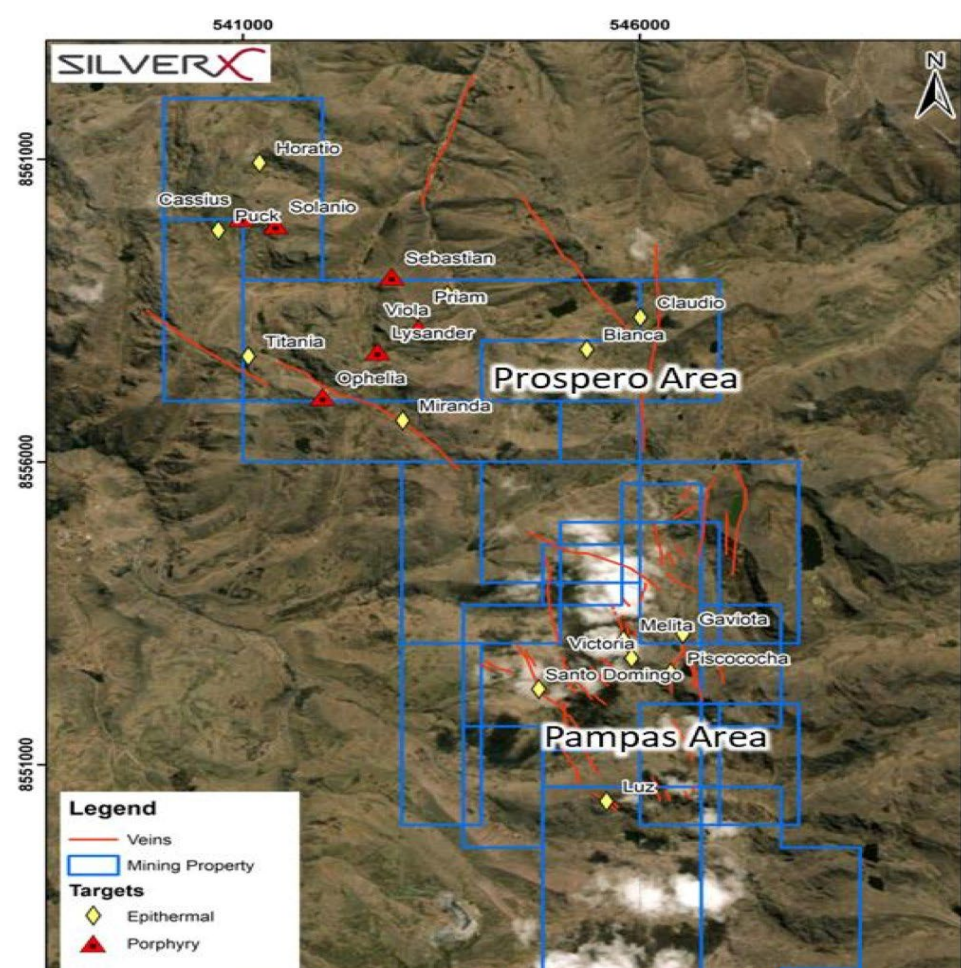 541000
546000
SILVERX
N
8561000
Horatio
Cassius
Puck
Solanio
Sebastian
Priam
Claudio
Viola
Lysander
Bianca
Titania
Ophelia
Prospero Area
Miranda
8556000
Melita
Gaviota
Victoria
Piscococha
Santo Domingo
Pampas Area
8551000
Luz
Legend
Veins
Mining Property
Targets
Epithermal
Porphyry